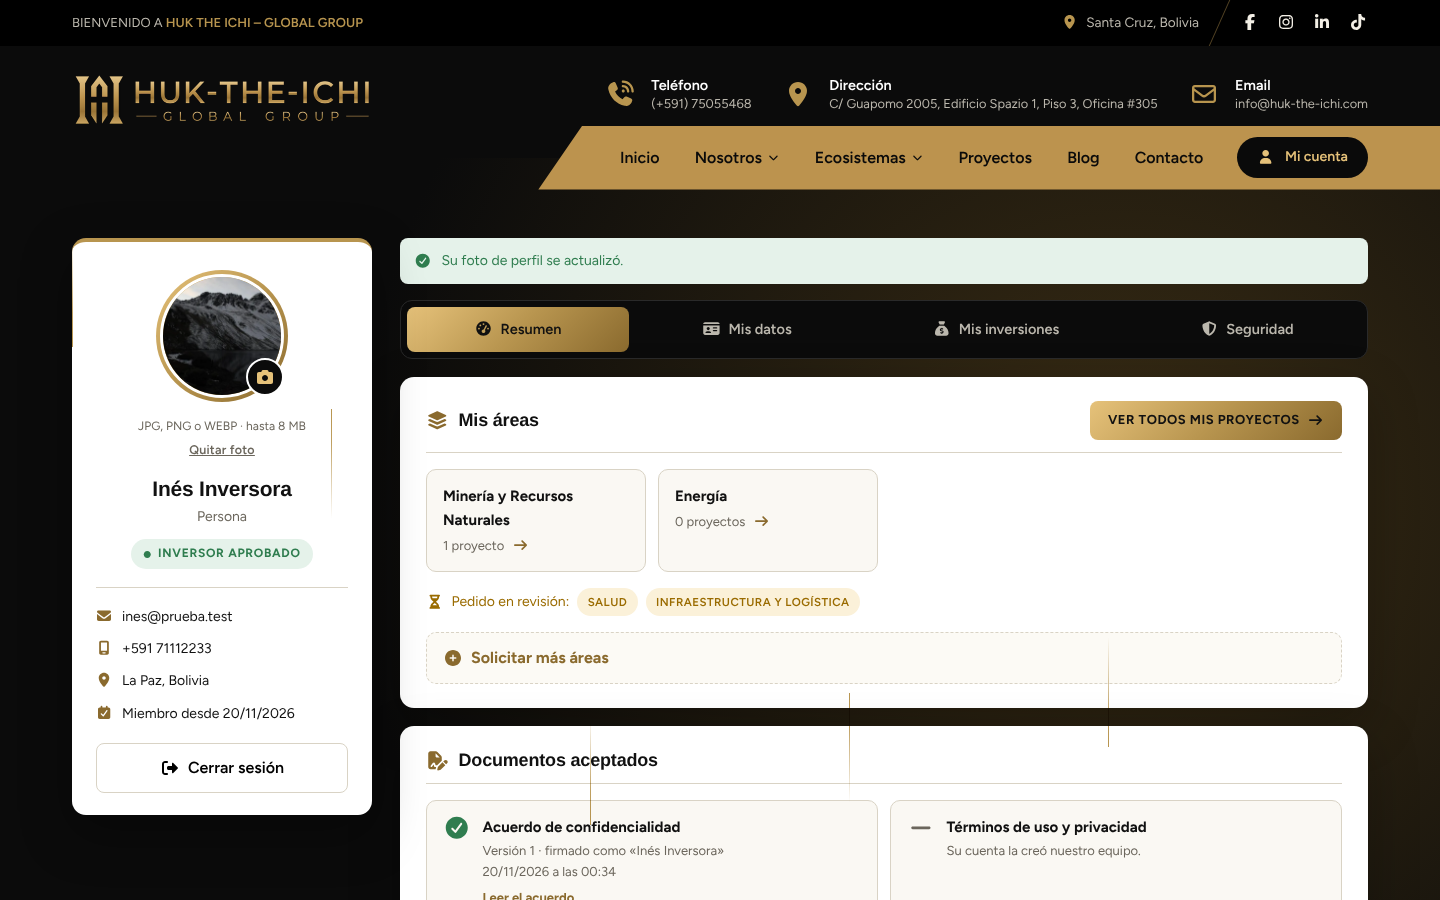 BIENVENIDO A HUK THE ICHI – GLOBAL GROUP
Santa Cruz, Bolivia
HUK-THE-ICHI
GLOBAL GROUP
Teléfono
(+591) 75055468
Dirección
C/ Guapomo 2005, Edificio Spazio 1, Piso 3, Oficina #305
Email
info@huk-the-ichi.com
Inicio
Nosotros
Ecosistemas
Proyectos
Blog
Contacto
Mi cuenta
JPG, PNG o WEBP · hasta 8 MB
Quitar foto
Inés Inversora
Persona
INVERSOR APROBADO
ines@prueba.test
+591 71112233
La Paz, Bolivia
Miembro desde 20/11/2026
Cerrar sesión
Su foto de perfil se actualizó.
Resumen
Mis datos
Mis inversiones
Seguridad
Mis áreas
VER TODOS MIS PROYECTOS
Minería y Recursos
Naturales
1 proyecto
Energía
0 proyectos
Pedido en revisión:
SALUD
INFRAESTRUCTURA Y LOGÍSTICA
Solicitar más áreas
Documentos aceptados
Acuerdo de confidencialidad
Versión 1 · firmado como «Inés Inversora»
20/11/2026 a las 00:34
Leer el acuerdo
Términos de uso y privacidad
Su cuenta la creó nuestro equipo.